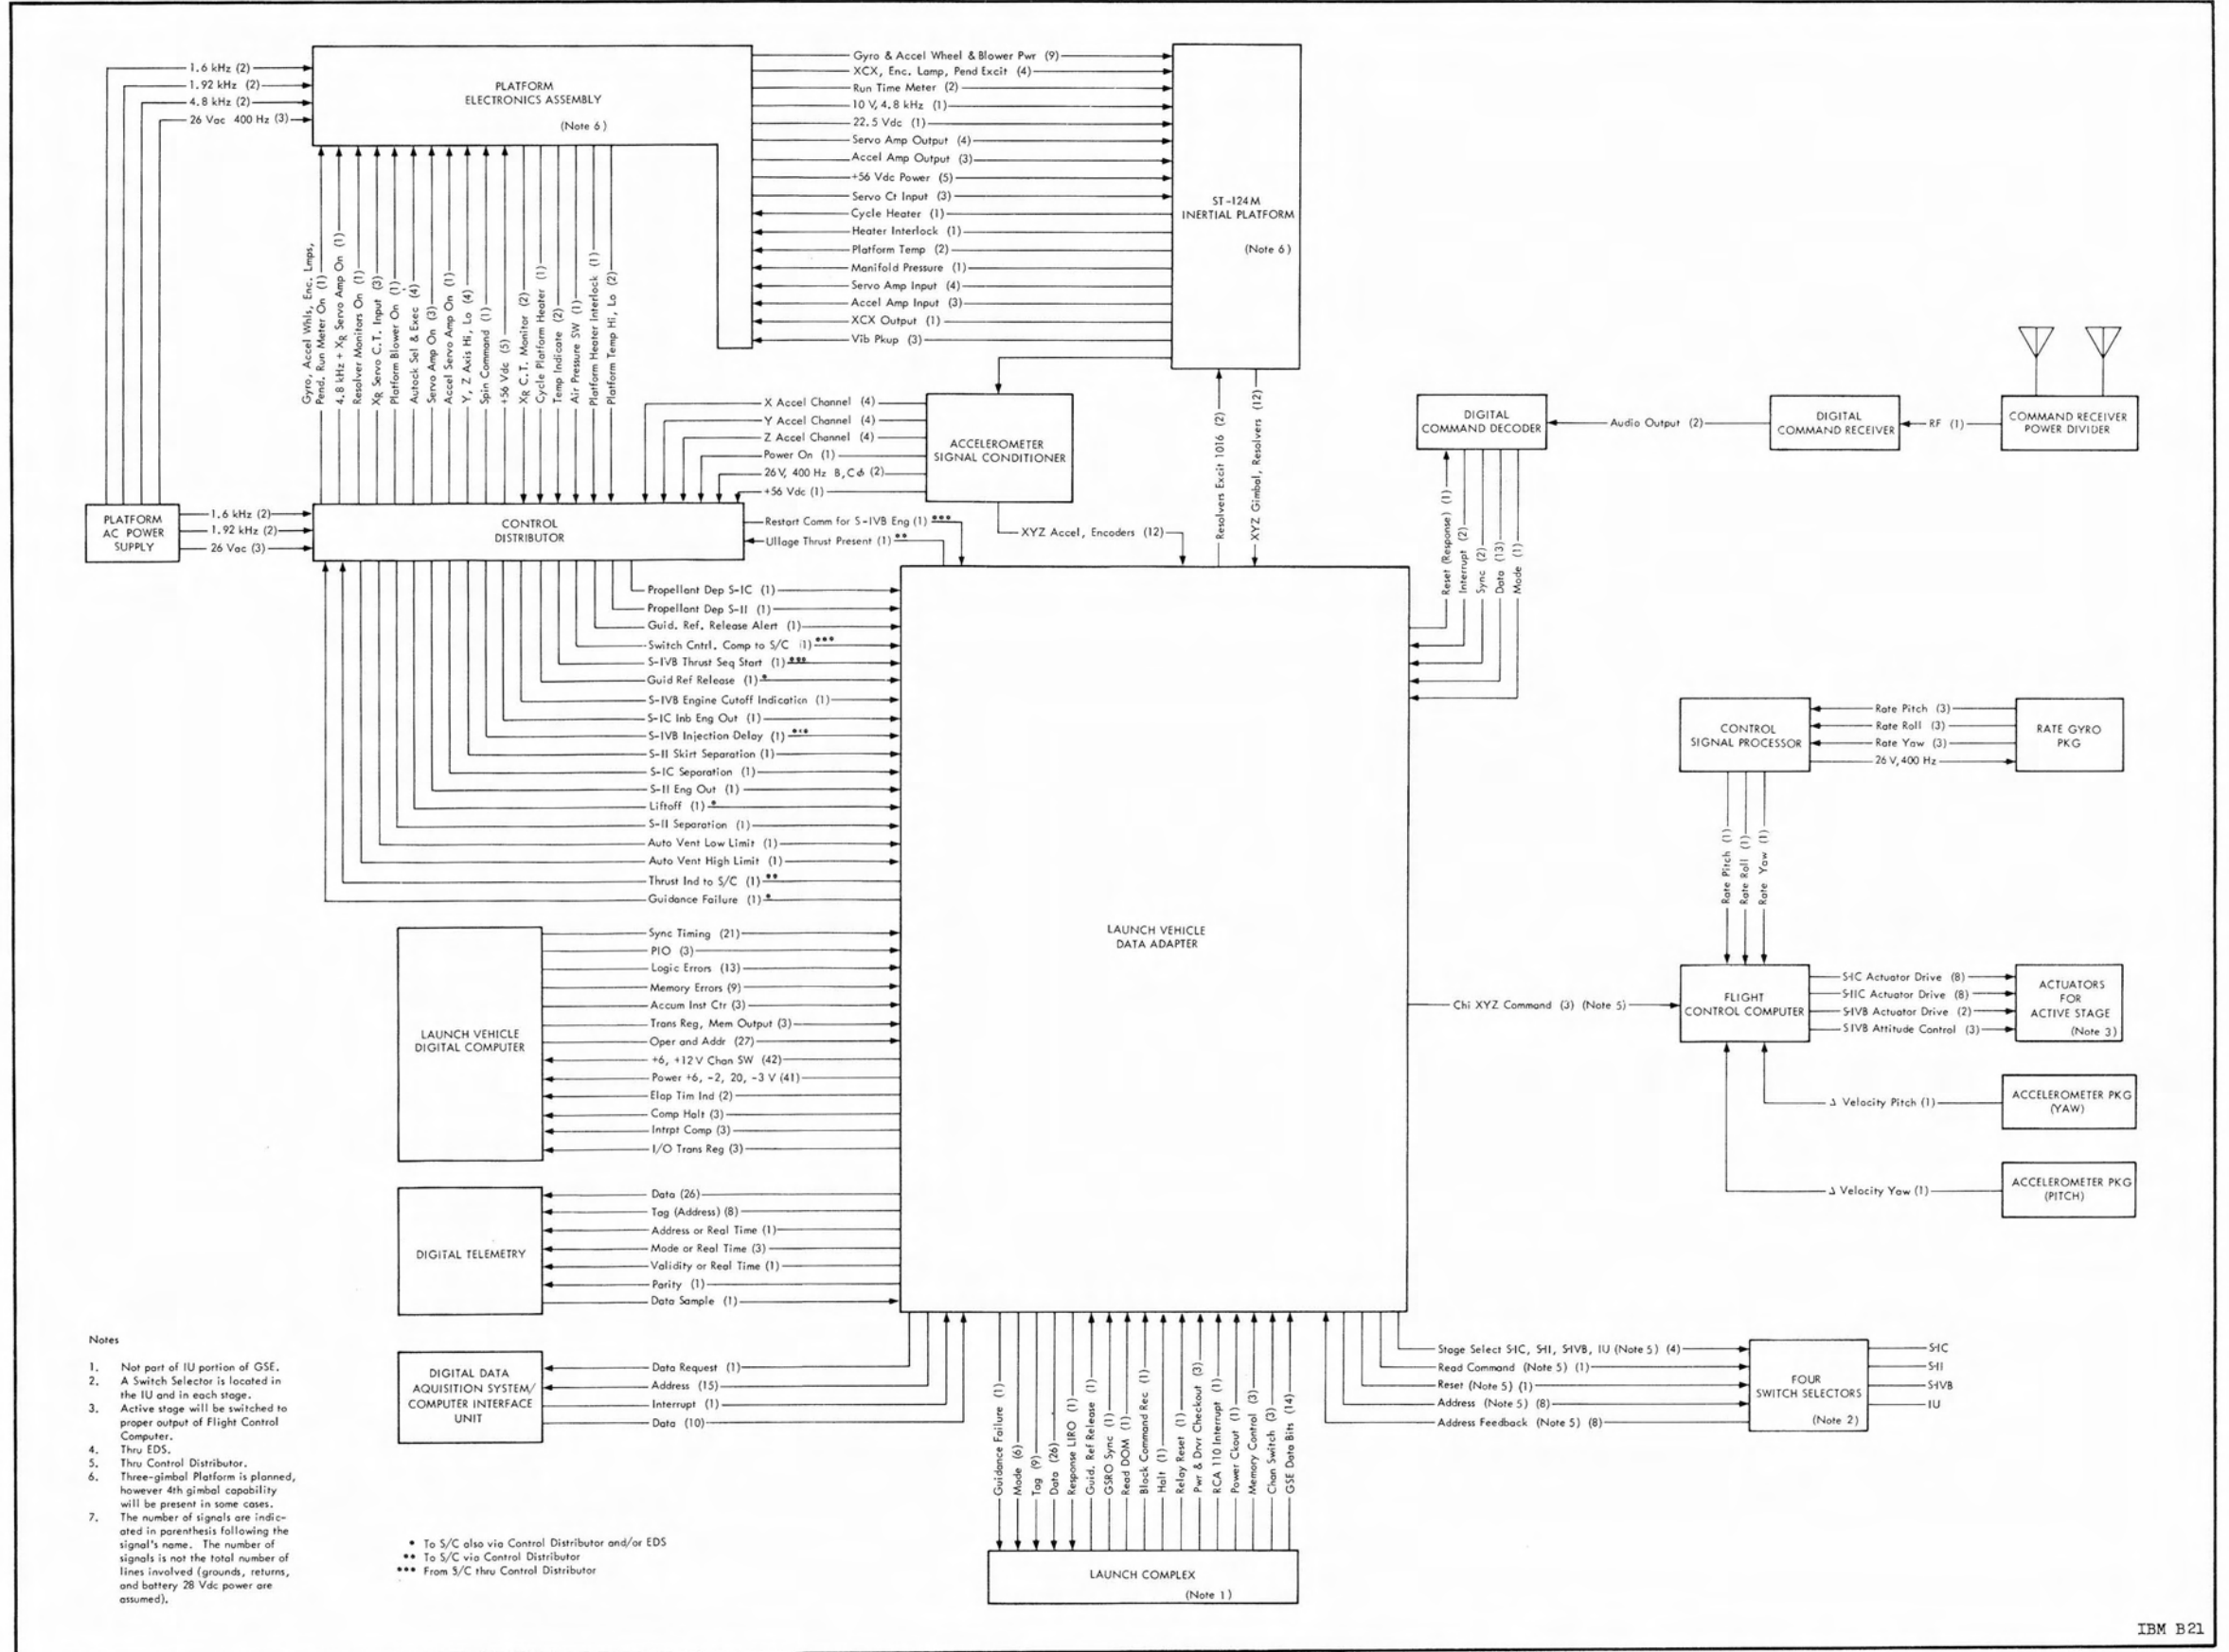 1.6 kHz (2)
1.92 kHz (2)
4.8 kHz (2)
26 Vac 400 Hz (3)
PLATFORM
ELECTRONICS ASSEMBLY
(Note 6)
Gyro & Accel Wheel & Blower Pwr (9)
XCX, Enc. Lamp, Pend Excit (4)
Run Time Meter (2)
10 V, 4.8 kHz (1)
22.5 Vdc (1)
Servo Amp Output (4)
Accel Amp Output (3)
+56 Vdc Power (5)
Servo Ct Input (3)
Cycle Heater (1)
Heater Interlock (1)
Platform Temp (2)
Manifold Pressure (1)
Servo Amp Input (4)
Accel Amp Input (3)
XCX Output (1)
Vib Pkup (3)
ST-124M
INERTIAL PLATFORM
(Note 6)
Gyro, Accel Whls, Enc. Lmps,
Pend. Run Meter On (1)
4.8 kHz + XR Servo Amp On (1)
Resolver Monitors On (1)
XR Servo C.T. Input (3)
Platform Blower On (1)
Autock Sel & Exec (4)
Servo Amp On (3)
Accel Servo Amp On (1)
Y, Z Axis Hi, Lo (4)
Spin Command (1)
+56 Vdc (5)
XR C.T. Monitor (2)
Cycle Platform Heater (1)
Temp Indicate (2)
Air Pressure SW (1)
Platform Heater Interlock (1)
Platform Temp Hi, Lo (2)
X Accel Channel (4)
Y Accel Channel (4)
Z Accel Channel (4)
Power On (1)
26V, 400 Hz B, Cϕ (2)
+56 Vdc (1)
ACCELEROMETER
SIGNAL CONDITIONER
Resolvers Excit 1016 (2)
XYZ Gimbal, Resolvers (12)
DIGITAL
COMMAND DECODER
Audio Output (2)
DIGITAL
COMMAND RECEIVER
RF (1)
COMMAND RECEIVER
POWER DIVIDER
Reset (Response) (1)
Interrupt (2)
Sync (2)
Data (13)
Mode (1)
PLATFORM
AC POWER
SUPPLY
1.6 kHz (2)
1.92 kHz (2)
26 Vac (3)
CONTROL
DISTRIBUTOR
Restart Comm for S-IVB Eng (1) ***
Ullage Thrust Present (1) **
XYZ Accel, Encoders (12)
Propellant Dep S-IC (1)
Propellant Dep S-II (1)
Guid. Ref. Release Alert (1)
Switch Cntrl. Comp to S/C (1) ***
S-IVB Thrust Seq Start (1) ***
Guid Ref Release (1) *
S-IVB Engine Cutoff Indication (1)
S-IC Inb Eng Out (1)
S-IVB Injection Delay (1) ***
S-II Skirt Separation (1)
S-IC Separation (1)
S-II Eng Out (1)
Liftoff (1) *
S-II Separation (1)
Auto Vent Low Limit (1)
Auto Vent High Limit (1)
Thrust Ind to S/C (1) **
Guidance Failure (1) *
LAUNCH VEHICLE
DATA ADAPTER
CONTROL
SIGNAL PROCESSOR
Rate Pitch (3)
Rate Roll (3)
Rate Yaw (3)
26 V, 400 Hz
RATE GYRO
PKG
Rate Pitch (1)
Rate Roll (1)
Rate Yaw (1)
LAUNCH VEHICLE
DIGITAL COMPUTER
Sync Timing (21)
PIO (3)
Logic Errors (13)
Memory Errors (9)
Accum Inst Ctr (3)
Trans Reg, Mem Output (3)
Oper and Addr (27)
+6, +12V Chan SW (42)
Power +6, -2, 20, -3 V (41)
Elap Tim Ind (2)
Comp Halt (3)
Intrpt Comp (3)
I/O Trans Reg (3)
Chi XYZ Command (3) (Note 5)
FLIGHT
CONTROL COMPUTER
S-IC Actuator Drive (8)
S-IIC Actuator Drive (8)
S-IVB Actuator Drive (2)
S IVB Attitude Control (3)
ACTUATORS
FOR
ACTIVE STAGE
(Note 3)
Δ Velocity Pitch (1)
ACCELEROMETER PKG
(YAW)
Δ Velocity Yaw (1)
ACCELEROMETER PKG
(PITCH)
DIGITAL TELEMETRY
Data (26)
Tag (Address) (8)
Address or Real Time (1)
Mode or Real Time (3)
Validity or Real Time (1)
Parity (1)
Data Sample (1)
DIGITAL DATA
AQUISITION SYSTEM/
COMPUTER INTERFACE
UNIT
Data Request (1)
Address (15)
Interrupt (1)
Data (10)
Guidance Failure (1)
Mode (6)
Tag (9)
Data (26)
Response LIRO (1)
Guid. Ref Release (1)
GSRO Sync (1)
Read DOM (1)
Block Command Rec (1)
Halt (1)
Relay Reset (1)
Pwr & Drvr Checkout (3)
RCA 110 Interrupt (1)
Power Ckout (1)
Memory Control (3)
Chan Switch (3)
GSE Data Bits (14)
LAUNCH COMPLEX
(Note 1)
Stage Select S-IC, S-II, S-IVB, IU (Note 5) (4)
Read Command (Note 5) (1)
Reset (Note 5) (1)
Address (Note 5) (8)
Address Feedback (Note 5) (8)
FOUR
SWITCH SELECTORS
(Note 2)
S-IC
S-II
S-IVB
IU
Notes
1. Not part of IU portion of GSE.
2. A Switch Selector is located in
the IU and in each stage.
3. Active stage will be switched to
proper output of Flight Control
Computer.
4. Thru EDS.
5. Thru Control Distributor.
6. Three-gimbal Platform is planned,
however 4th gimbal capability
will be present in some cases.
7. The number of signals are indic-
ated in parenthesis following the
signal's name. The number of
signals is not the total number of
lines involved (grounds, returns,
and battery 28 Vdc power are
assumed).
* To S/C also via Control Distributor and/or EDS
** To S/C via Control Distributor
*** From S/C thru Control Distributor
IBM B21